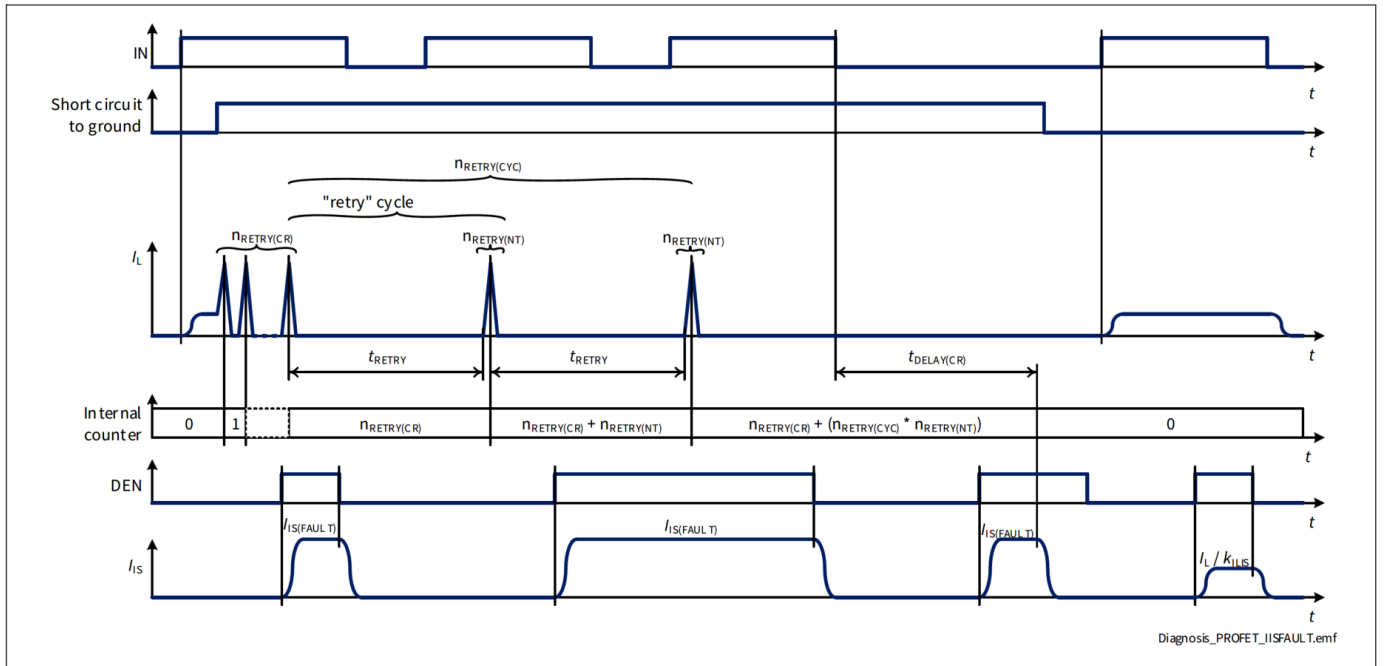 IN
t
Short circuit
to ground
t
nRETRY(CYC)
"retry" cycle
nRETRY(CR)
nRETRY(NT)
nRETRY(NT)
IL
t
tRETRY
tRETRY
tDELAY(CR)
Internal
counter
0
1
nRETRY(CR)
nRETRY(CR) + nRETRY(NT)
nRETRY(CR) + (nRETRY(CYC) * nRETRY(NT))
0
t
DEN
t
IIS(FAULT)
IIS(FAULT)
IIS(FAULT)
IL / kILIS
IIS
t
Diagnosis_PROFET_IISFAULT.emf